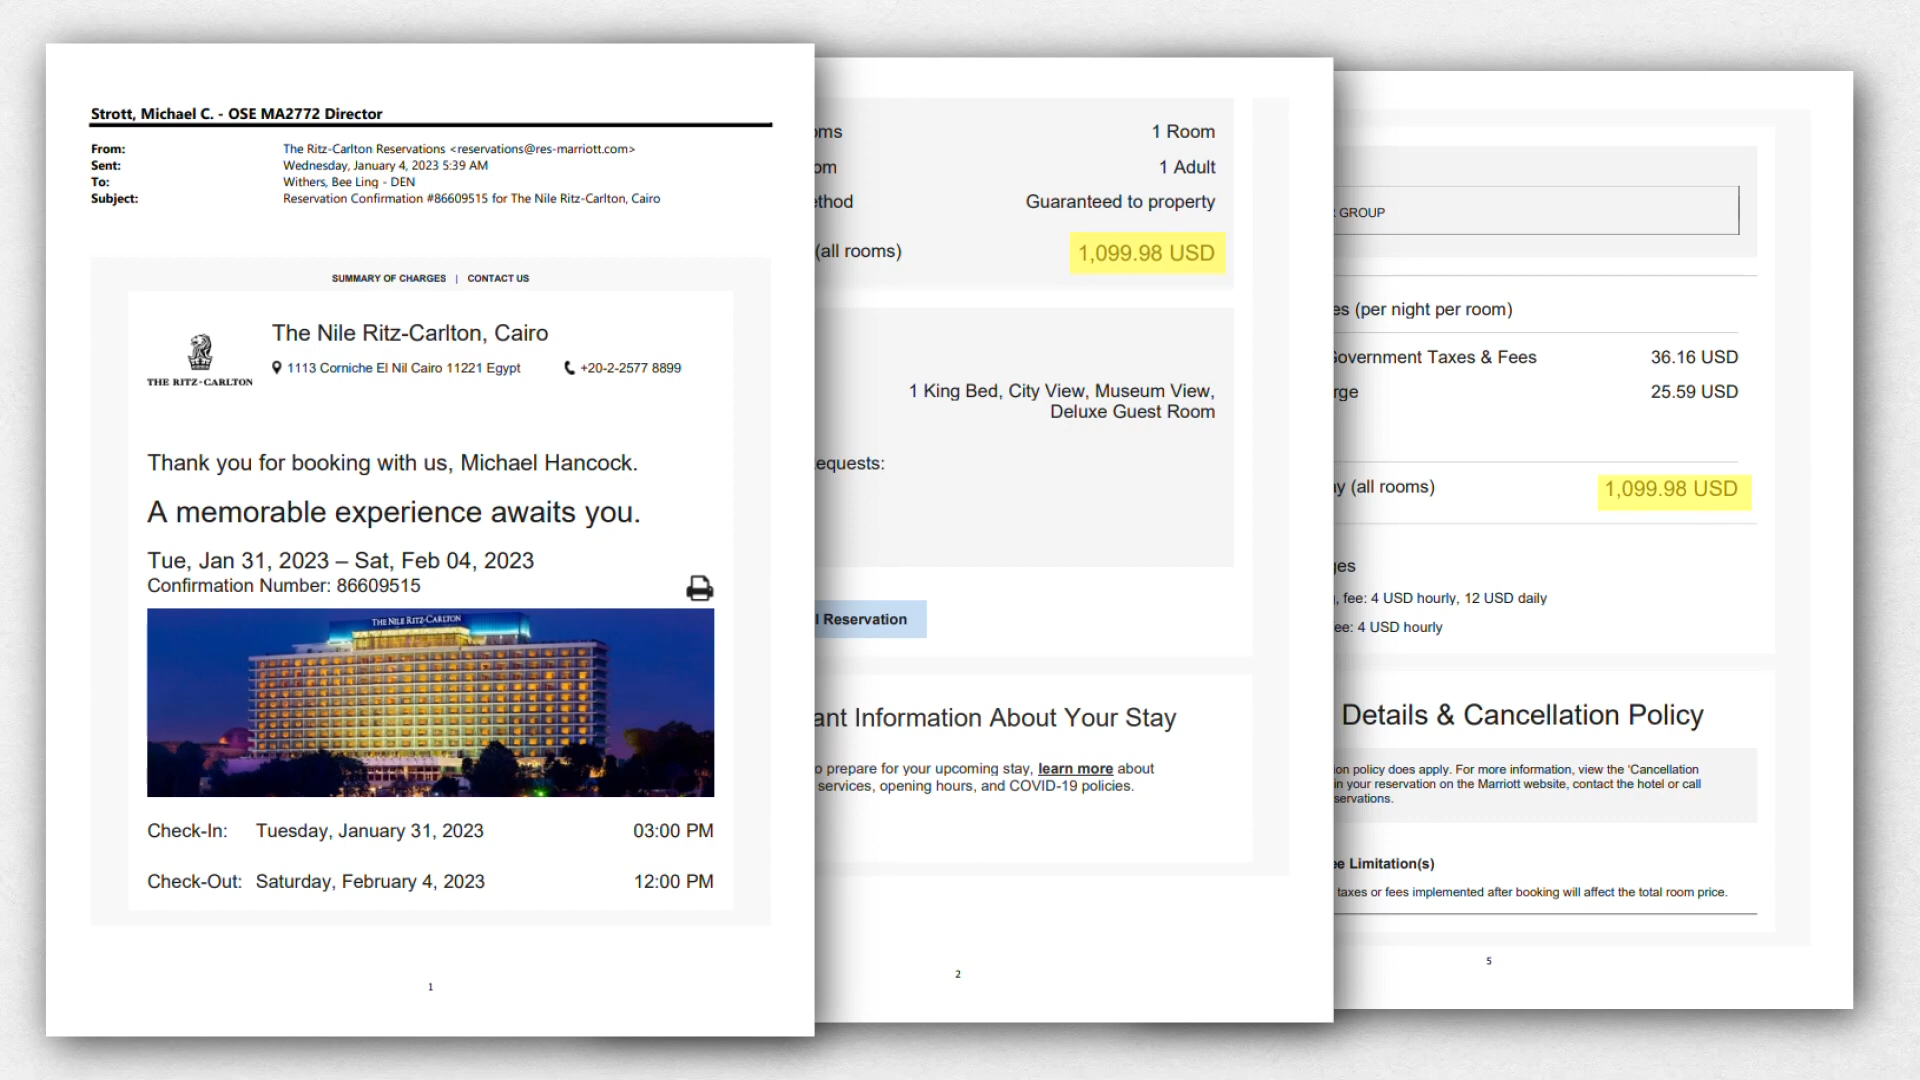 Strott, Michael C. - OSE MA2772 Director
From: The Ritz-Carlton Reservations <reservations@res-marriott.com>
Sent: Wednesday, January 4, 2023 5:39 AM
To: Withers, Bee Ling - DEN
Subject: Reservation Confirmation #86609515 for The Nile Ritz-Carlton, Cairo
SUMMARY OF CHARGES | CONTACT US
THE RITZ-CARLTON
The Nile Ritz-Carlton, Cairo
1113 Corniche El Nil Cairo 11221 Egypt +20-2-2577 8899
Thank you for booking with us, Michael Hancock.
A memorable experience awaits you.
Tue, Jan 31, 2023 – Sat, Feb 04, 2023
Confirmation Number: 86609515
THE NILE RITZ-CARLTON
Check-In: Tuesday, January 31, 2023 03:00 PM
Check-Out: Saturday, February 4, 2023 12:00 PM
1
oms 1 Room
om 1 Adult
ethod Guaranteed to property
(all rooms) 1,099.98 USD
1 King Bed, City View, Museum View,
Deluxe Guest Room
equests:
l Reservation
ant Information About Your Stay
o prepare for your upcoming stay, learn more about
services, opening hours, and COVID-19 policies.
2
GROUP
es (per night per room)
Government Taxes & Fees 36.16 USD
rge 25.59 USD
ay (all rooms) 1,099.98 USD
ges
, fee: 4 USD hourly, 12 USD daily
ee: 4 USD hourly
Details & Cancellation Policy
ion policy does apply. For more information, view the 'Cancellation
in your reservation on the Marriott website, contact the hotel or call
servations.
ee Limitation(s)
taxes or fees implemented after booking will affect the total room price.
5